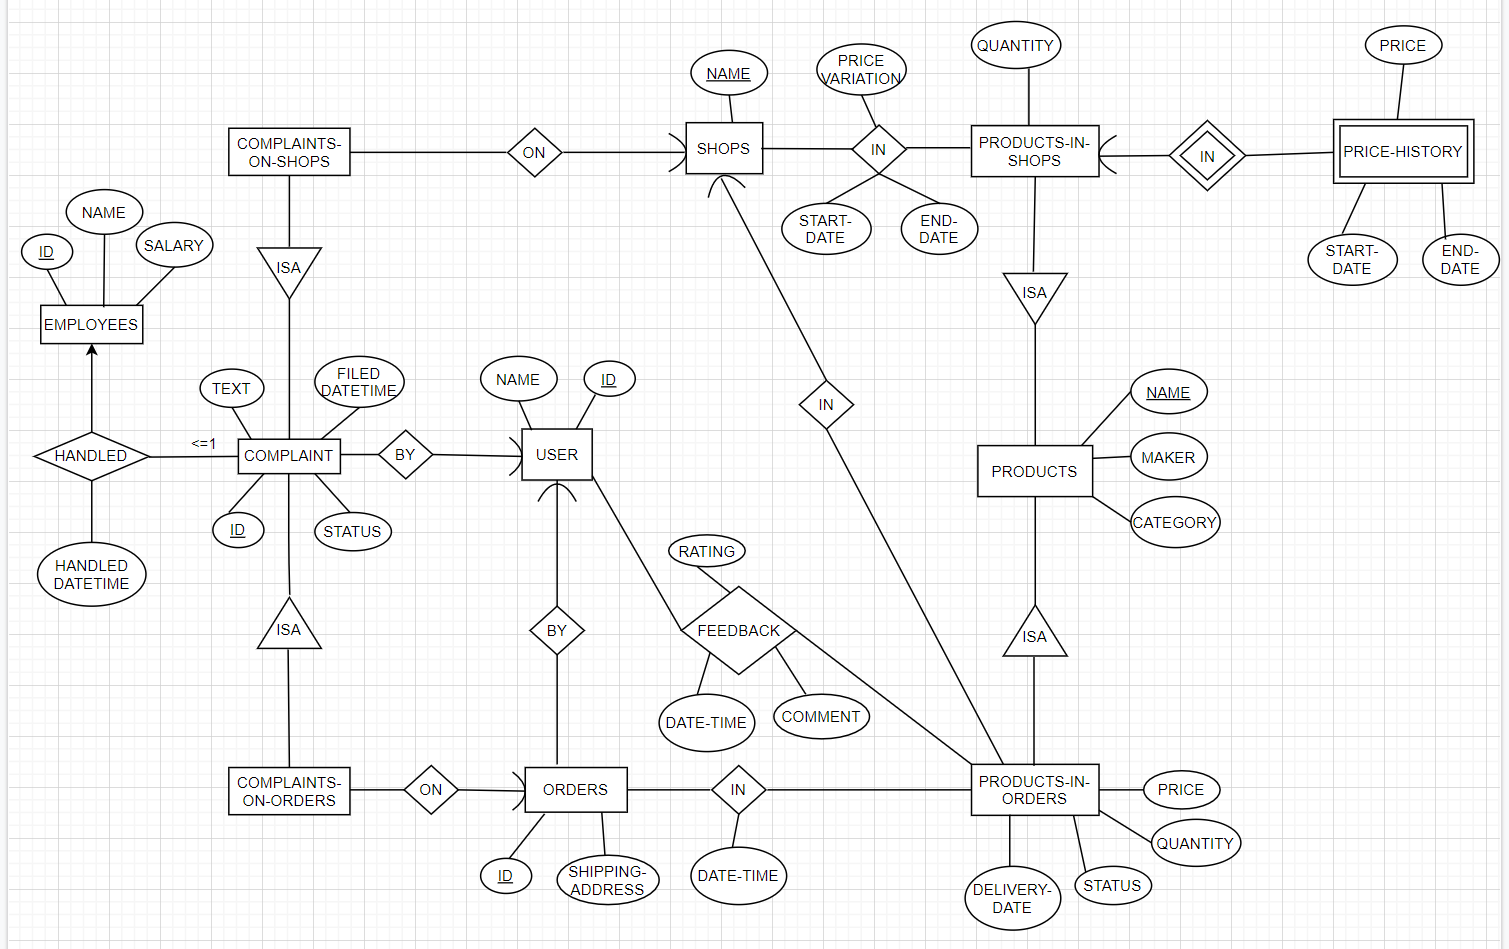 QUANTITY
PRICE
PRICE
VARIATION
NAME
COMPLAINTS-
ON-SHOPS
ON
SHOPS
IN
PRODUCTS-IN-
SHOPS
IN
PRICE-HISTORY
START-
DATE
END-
DATE
START-
DATE
END-
DATE
NAME
ID
SALARY
ISA
ISA
EMPLOYEES
TEXT
FILED
DATETIME
NAME
ID
IN
NAME
<=1
HANDLED
COMPLAINT
BY
USER
PRODUCTS
MAKER
CATEGORY
ID
STATUS
HANDLED
DATETIME
RATING
ISA
BY
FEEDBACK
ISA
DATE-TIME
COMMENT
COMPLAINTS-
ON-ORDERS
ON
ORDERS
IN
PRODUCTS-IN-
ORDERS
PRICE
QUANTITY
ID
SHIPPING-
ADDRESS
DATE-TIME
DELIVERY-
DATE
STATUS